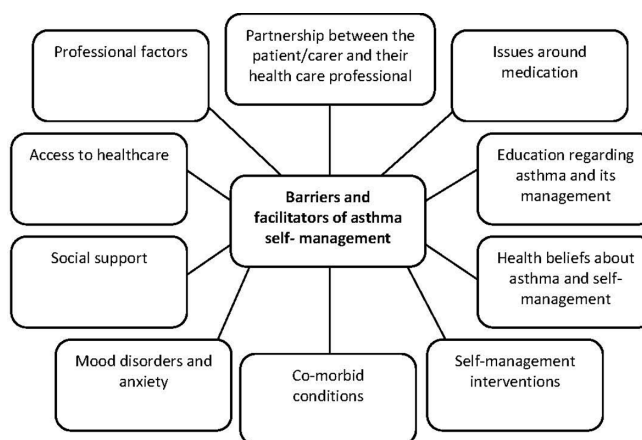 Professional factors
Partnership between the
patient/carer and their
health care professional
Issues around
medication
Access to healthcare
Barriers and
facilitators of asthma
self- management
Education regarding
asthma and its
management
Social support
Health beliefs about
asthma and self-
management
Mood disorders and
anxiety
Co-morbid
conditions
Self-management
interventions